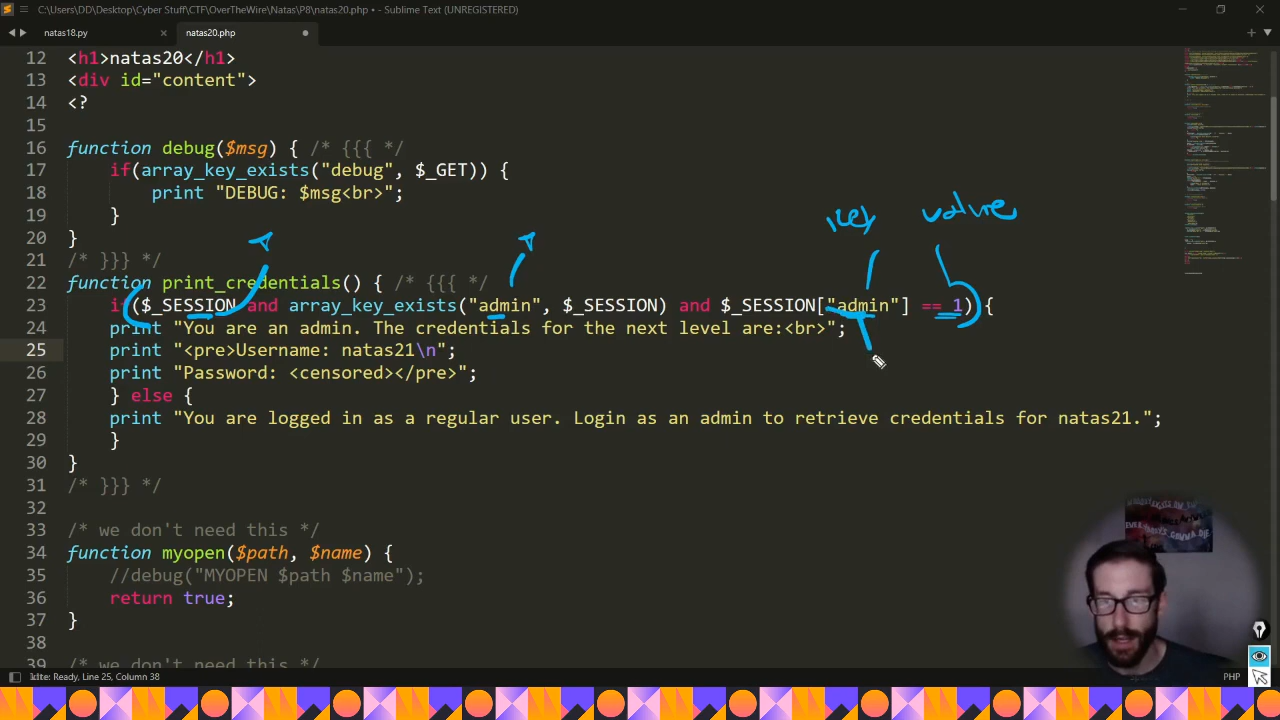 C:\Users\DD\Desktop\Cyber Stuff\CTF\OverTheWire\Natas\P8\natas20.php • - Sublime Text (UNREGISTERED)
natas18.py
natas20.php
12 <h1>natas20</h1>
13 <div id="content">
14 <?
15
16 function debug($msg) { /* {{{ */
17 if(array_key_exists("debug", $_GET)) {
18 print "DEBUG: $msg<br>";
19 }
20 }
key value
21 /* }}} */
22 function print_credentials() { /* {{{ */
23 if($_SESSION and array_key_exists("admin", $_SESSION) and $_SESSION["admin"] == 1) {
24 print "You are an admin. The credentials for the next level are:<br>";
25 print "<pre>Username: natas21\n";
26 print "Password: <censored></pre>";
27 } else {
28 print "You are logged in as a regular user. Login as an admin to retrieve credentials for natas21.";
29 }
30 }
31 /* }}} */
32
33 /* we don't need this */
34 function myopen($path, $name) {
35 //debug("MYOPEN $path $name");
36 return true;
37 }
38
39 /* we don't need this */
Line 25, Column 38
PHP